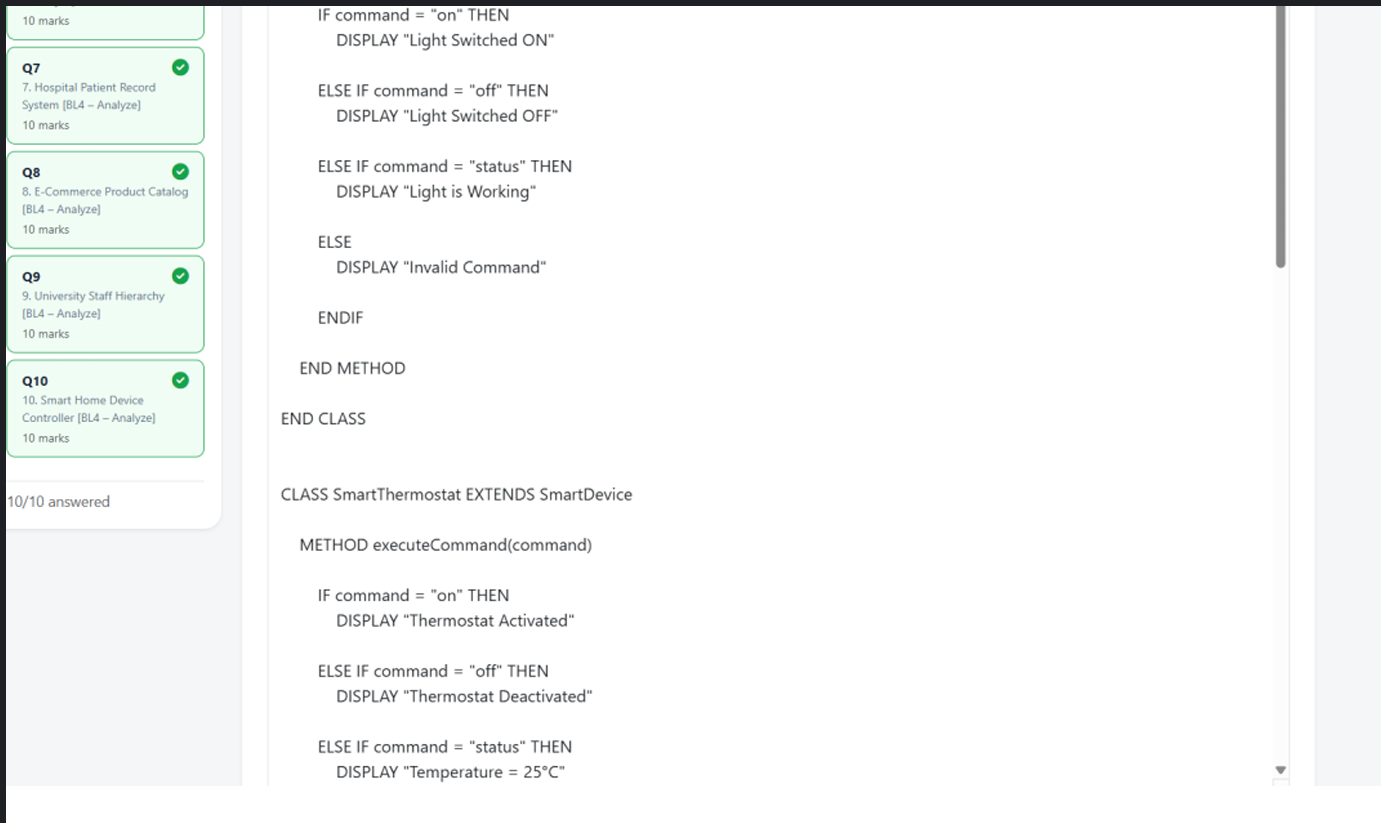 10 marks
Q7
7. Hospital Patient Record
System [BL4 – Analyze]
10 marks
Q8
8. E-Commerce Product Catalog
[BL4 – Analyze]
10 marks
Q9
9. University Staff Hierarchy
[BL4 – Analyze]
10 marks
Q10
10. Smart Home Device
Controller [BL4 – Analyze]
10 marks
10/10 answered
IF command = "on" THEN
DISPLAY "Light Switched ON"
ELSE IF command = "off" THEN
DISPLAY "Light Switched OFF"
ELSE IF command = "status" THEN
DISPLAY "Light is Working"
ELSE
DISPLAY "Invalid Command"
ENDIF
END METHOD
END CLASS
CLASS SmartThermostat EXTENDS SmartDevice
METHOD executeCommand(command)
IF command = "on" THEN
DISPLAY "Thermostat Activated"
ELSE IF command = "off" THEN
DISPLAY "Thermostat Deactivated"
ELSE IF command = "status" THEN
DISPLAY "Temperature = 25°C"